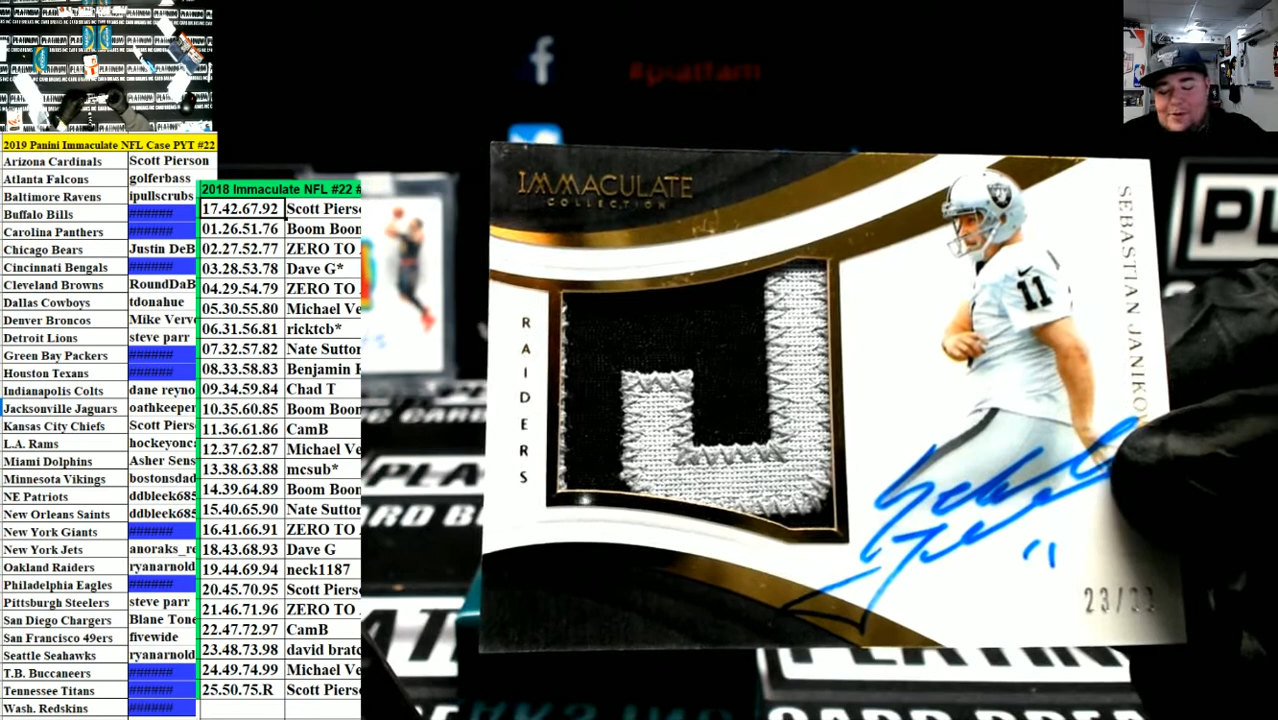 2019 Panini Immaculate NFL Case PYT #22
Arizona Cardinals Scott Pierson
Atlanta Falcons golferbass
Baltimore Ravens ipullscrubs
Buffalo Bills ######
Carolina Panthers ######
Chicago Bears Justin DeB
Cincinnati Bengals ######
Cleveland Browns RoundDaB
Dallas Cowboys tdonahue
Denver Broncos Mike Verv
Detroit Lions steve parr
Green Bay Packers ######
Houston Texans ######
Indianapolis Colts dane reyno
Jacksonville Jaguars oathkeeper
Kansas City Chiefs Scott Piers
L.A. Rams hockeyonc
Miami Dolphins Asher Sens
Minnesota Vikings bostonsdad
NE Patriots ddbleek685
New Orleans Saints ddbleek685
New York Giants ######
New York Jets anoraks_re
Oakland Raiders ryanarnold
Philadelphia Eagles ######
Pittsburgh Steelers steve parr
San Diego Chargers Blane Tone
San Francisco 49ers fivewide
Seattle Seahawks ryanarnold
T.B. Buccaneers ######
Tennessee Titans ######
Wash. Redskins ######
2018 Immaculate NFL #22 #
17.42.67.92 Scott Pierso
01.26.51.76 Boom Boon
02.27.52.77 ZERO TO
03.28.53.78 Dave G*
04.29.54.79 ZERO TO
05.30.55.80 Michael Ve
06.31.56.81 ricktcb*
07.32.57.82 Nate Sutton
08.33.58.83 Benjamin
09.34.59.84 Chad T
10.35.60.85 Boom Boon
11.36.61.86 CamB
12.37.62.87 Michael Ve
13.38.63.88 mcsub*
14.39.64.89 Boom Boon
15.40.65.90 Nate Sutton
16.41.66.91 ZERO TO
18.43.68.93 Dave G
19.44.69.94 neck1187
20.45.70.95 Scott Pierso
21.46.71.96 ZERO TO
22.47.72.97 CamB
23.48.73.98 david bratc
24.49.74.99 Michael Ve
25.50.75.R Scott Pierso
#platfam
IMMACULATE
COLLECTION
RAIDERS
SEBASTIAN JANIKO
11
11
23/23